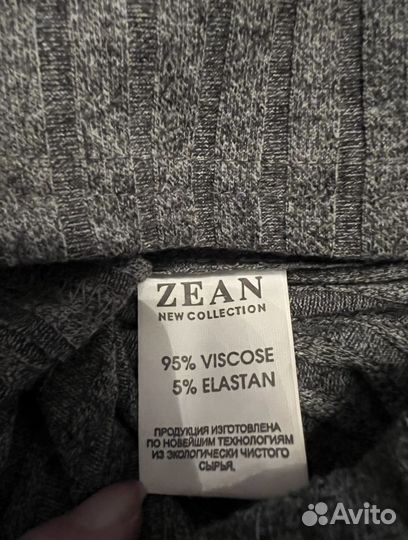 ZEAN
NEW COLLECTION
95% VISCOSE
5% ELASTAN
ПРОДУКЦИЯ ИЗГОТОВЛЕНА
ПО НОВЕЙШИМ ТЕХНОЛОГИЯМ
ИЗ ЭКОЛОГИЧЕСКИ ЧИСТОГО
СЫРЬЯ.
Avito